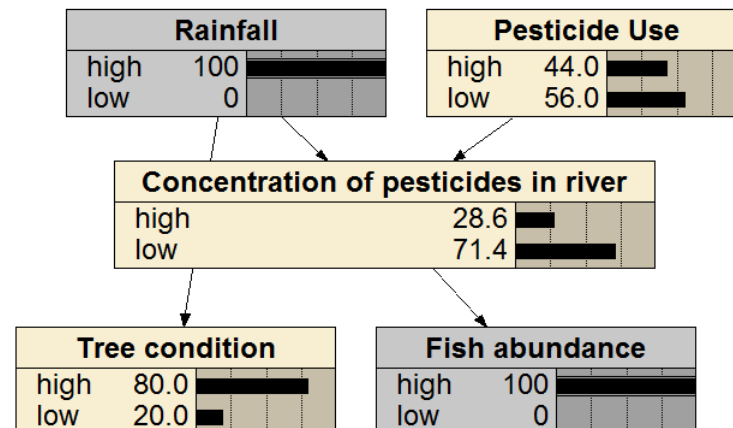 Rainfall
high 100
low 0
Pesticide Use
high 44.0
low 56.0
Concentration of pesticides in river
high 28.6
low 71.4
Tree condition
high 80.0
low 20.0
Fish abundance
high 100
low 0